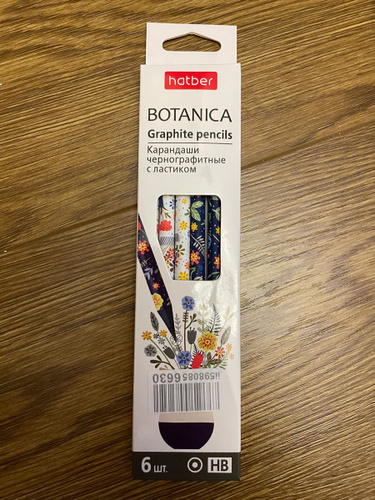 hatber
BOTANICA
Graphite pencils
Карандаши
чернографитные
с ластиком
6 шт.
HB